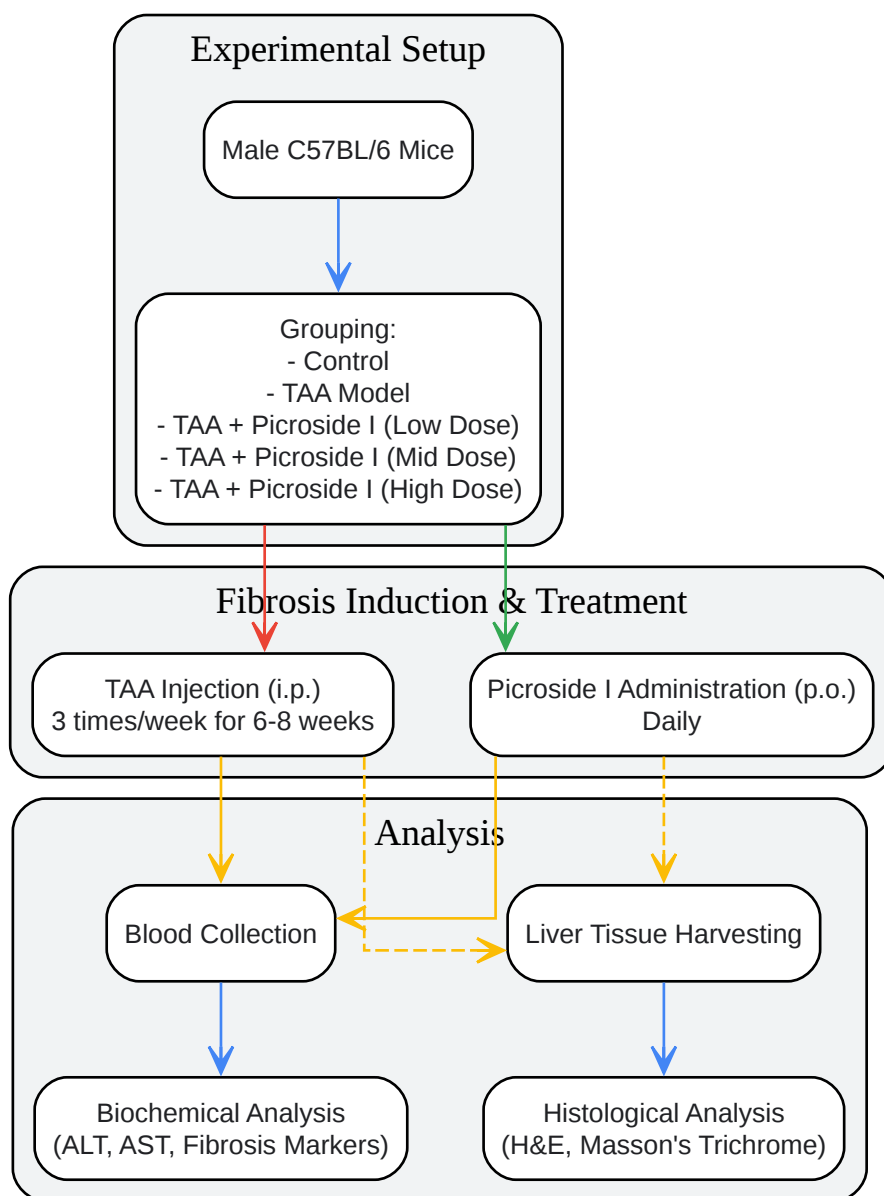 Experimental Setup
Male C57BL/6 Mice
Grouping:
- Control
- TAA Model
- TAA + Picroside I (Low Dose)
- TAA + Picroside I (Mid Dose)
- TAA + Picroside I (High Dose)
Fibrosis Induction & Treatment
TAA Injection (i.p.)
3 times/week for 6-8 weeks
Picroside I Administration (p.o.)
Daily
Analysis
Blood Collection
Liver Tissue Harvesting
Biochemical Analysis
(ALT, AST, Fibrosis Markers)
Histological Analysis
(H&E, Masson's Trichrome)